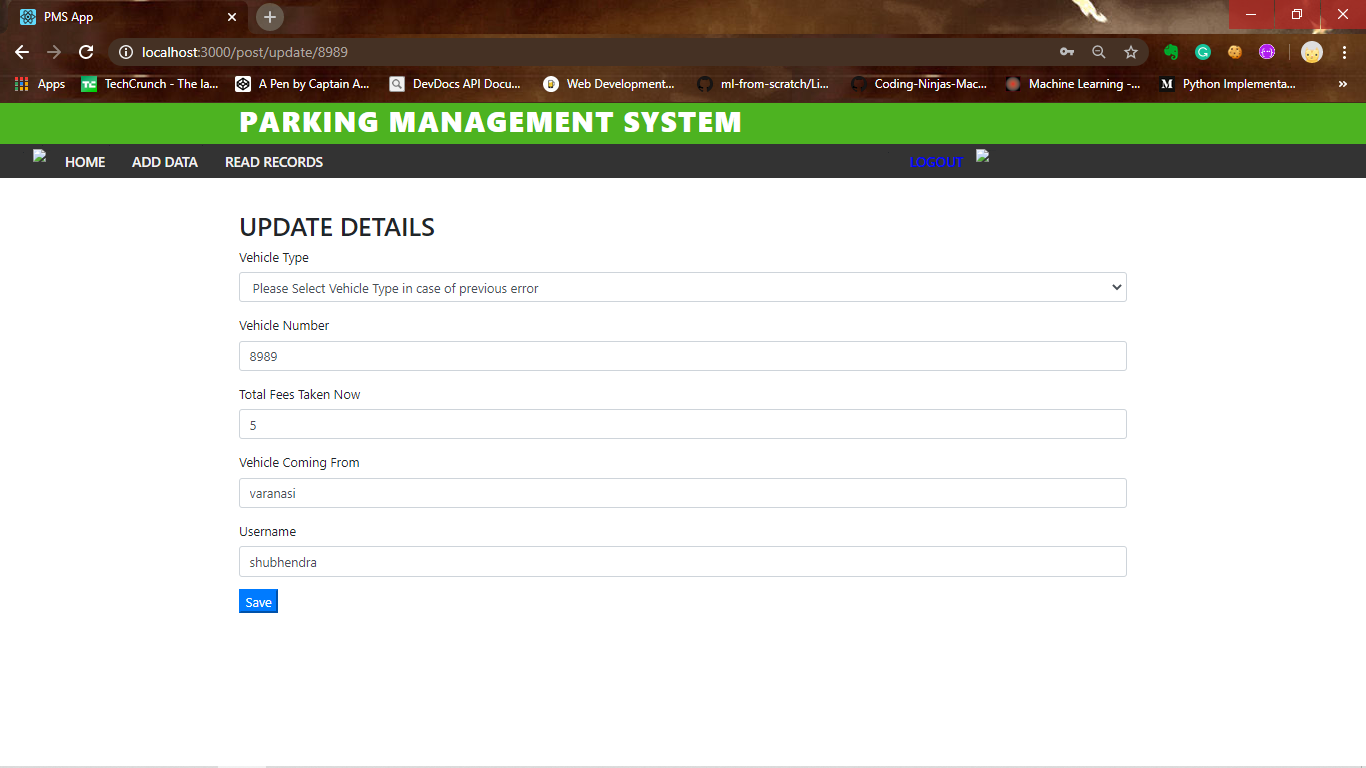 PMS App
localhost:3000/post/update/8989
Apps TechCrunch - The la... A Pen by Captain A... DevDocs API Docu... Web Development... ml-from-scratch/Li... Coding-Ninjas-Mac... Machine Learning -... Python Implementa... »
PARKING MANAGEMENT SYSTEM
HOME ADD DATA READ RECORDS LOGOUT
UPDATE DETAILS
Vehicle Type
Please Select Vehicle Type in case of previous error
Vehicle Number
8989
Total Fees Taken Now
5
Vehicle Coming From
varanasi
Username
shubhendra
Save